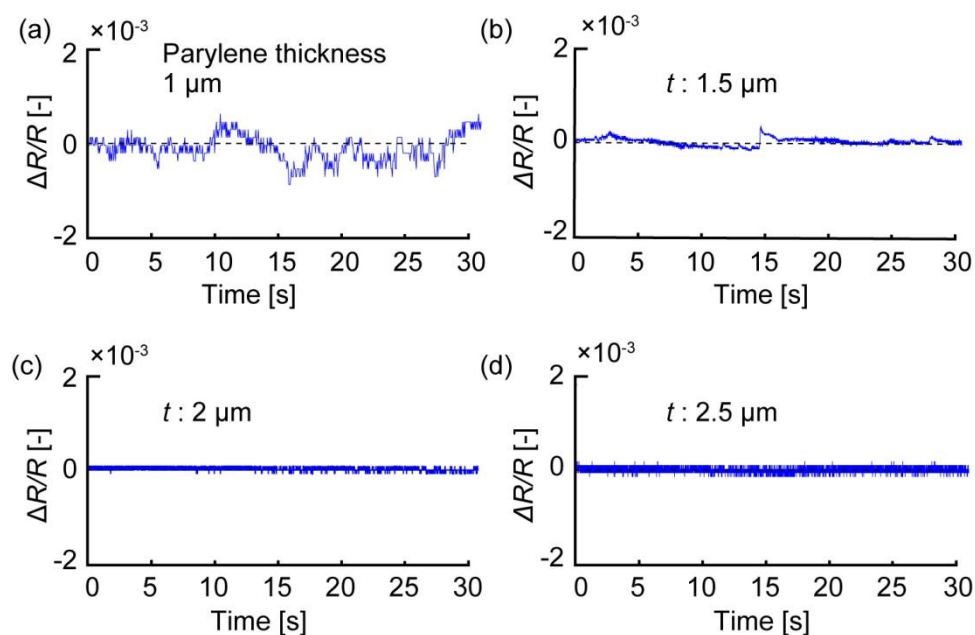 (a)
×10⁻³
2
Parylene thickness
1 μm
ΔR/R [-]
0
-2
0 5 10 15 20 25 30
Time [s]
(b)
×10⁻³
2
t : 1.5 μm
ΔR/R [-]
0
-2
0 5 10 15 20 25 30
Time [s]
(c)
×10⁻³
2
t : 2 μm
ΔR/R [-]
0
-2
0 5 10 15 20 25 30
Time [s]
(d)
×10⁻³
2
t : 2.5 μm
ΔR/R [-]
0
-2
0 5 10 15 20 25 30
Time [s]